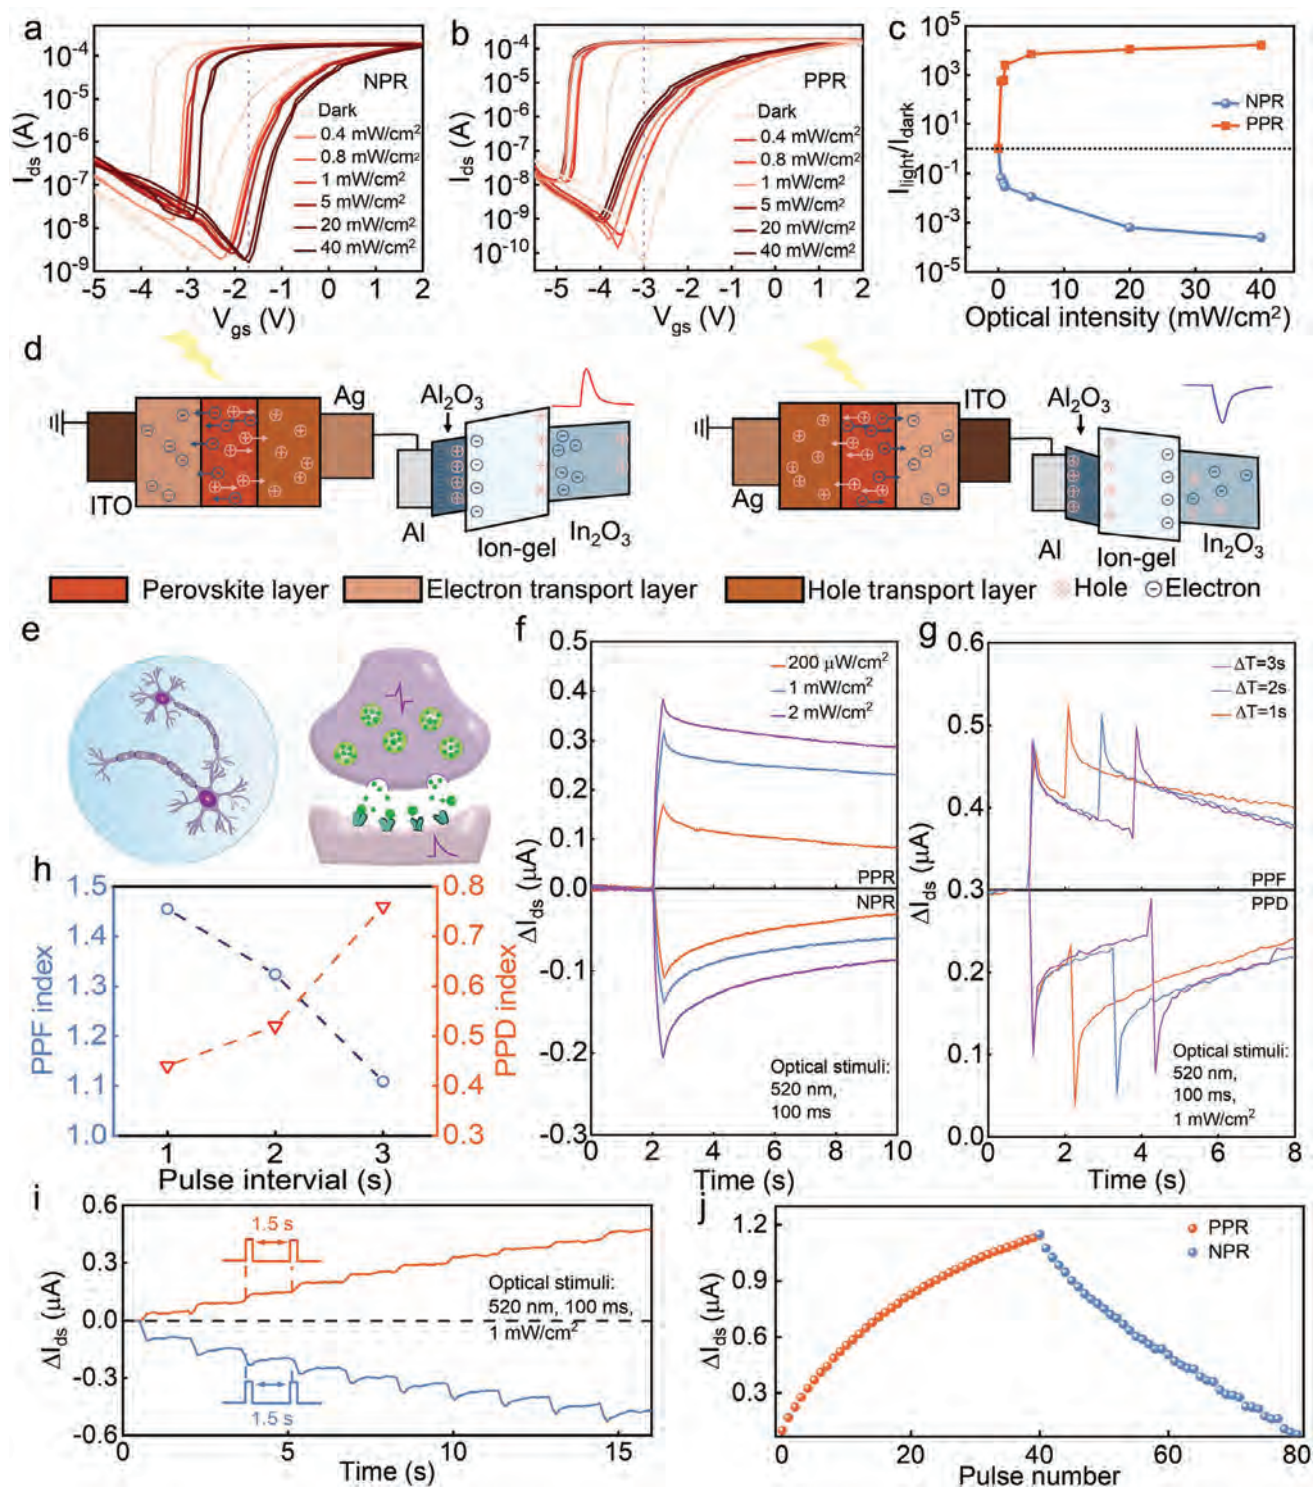 a
10⁻⁴
10⁻⁵
10⁻⁶
10⁻⁷
10⁻⁸
10⁻⁹
I_ds (A)
NPR
Dark
0.4 mW/cm²
0.8 mW/cm²
1 mW/cm²
5 mW/cm²
20 mW/cm²
40 mW/cm²
-5 -4 -3 -2 -1 0 1 2
V_gs (V)
b
10⁻⁴
10⁻⁵
10⁻⁶
10⁻⁷
10⁻⁸
10⁻⁹
10⁻¹⁰
I_ds (A)
PPR
Dark
0.4 mW/cm²
0.8 mW/cm²
1 mW/cm²
5 mW/cm²
20 mW/cm²
40 mW/cm²
-5 -4 -3 -2 -1 0 1 2
V_gs (V)
c
10⁵
10³
10¹
10⁻¹
10⁻³
10⁻⁵
I_light/I_dark
NPR
PPR
0 10 20 30 40
Optical intensity (mW/cm²)
d
ITO
Ag
Al₂O₃
Al
Ion-gel
In₂O₃
Ag
ITO
Al₂O₃
Al
Ion-gel
In₂O₃
Perovskite layer
Electron transport layer
Hole transport layer
Hole
Electron
e
f
0.5
0.4
0.3
0.2
0.1
0.0
-0.1
-0.2
-0.3
ΔI_ds (μA)
200 μW/cm²
1 mW/cm²
2 mW/cm²
PPR
NPR
Optical stimuli:
520 nm,
100 ms
0 2 4 6 8 10
Time (s)
g
0.6
0.5
0.4
0.3
0.2
0.1
0.0
ΔI_ds (μA)
ΔT=3s
ΔT=2s
ΔT=1s
PPF
PPD
Optical stimuli:
520 nm,
100 ms,
1 mW/cm²
0 2 4 6 8
Time (s)
h
1.5
1.4
1.3
1.2
1.1
1.0
PPF index
0.8
0.7
0.6
0.5
0.4
0.3
PPD index
1 2 3
Pulse intervial (s)
i
0.6
0.3
0.0
-0.3
-0.6
ΔI_ds (μA)
1.5 s
Optical stimuli:
520 nm, 100 ms,
1 mW/cm²
1.5 s
0 5 10 15
Time (s)
j
1.2
0.9
0.6
0.3
ΔI_ds (μA)
PPR
NPR
0 20 40 60 80
Pulse number